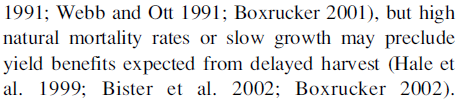 1991; Webb and Ott 1991; Boxrucker 2001), but high
natural mortality rates or slow growth may preclude
yield benefits expected from delayed harvest (Hale et
al. 1999; Bister et al. 2002; Boxrucker 2002).